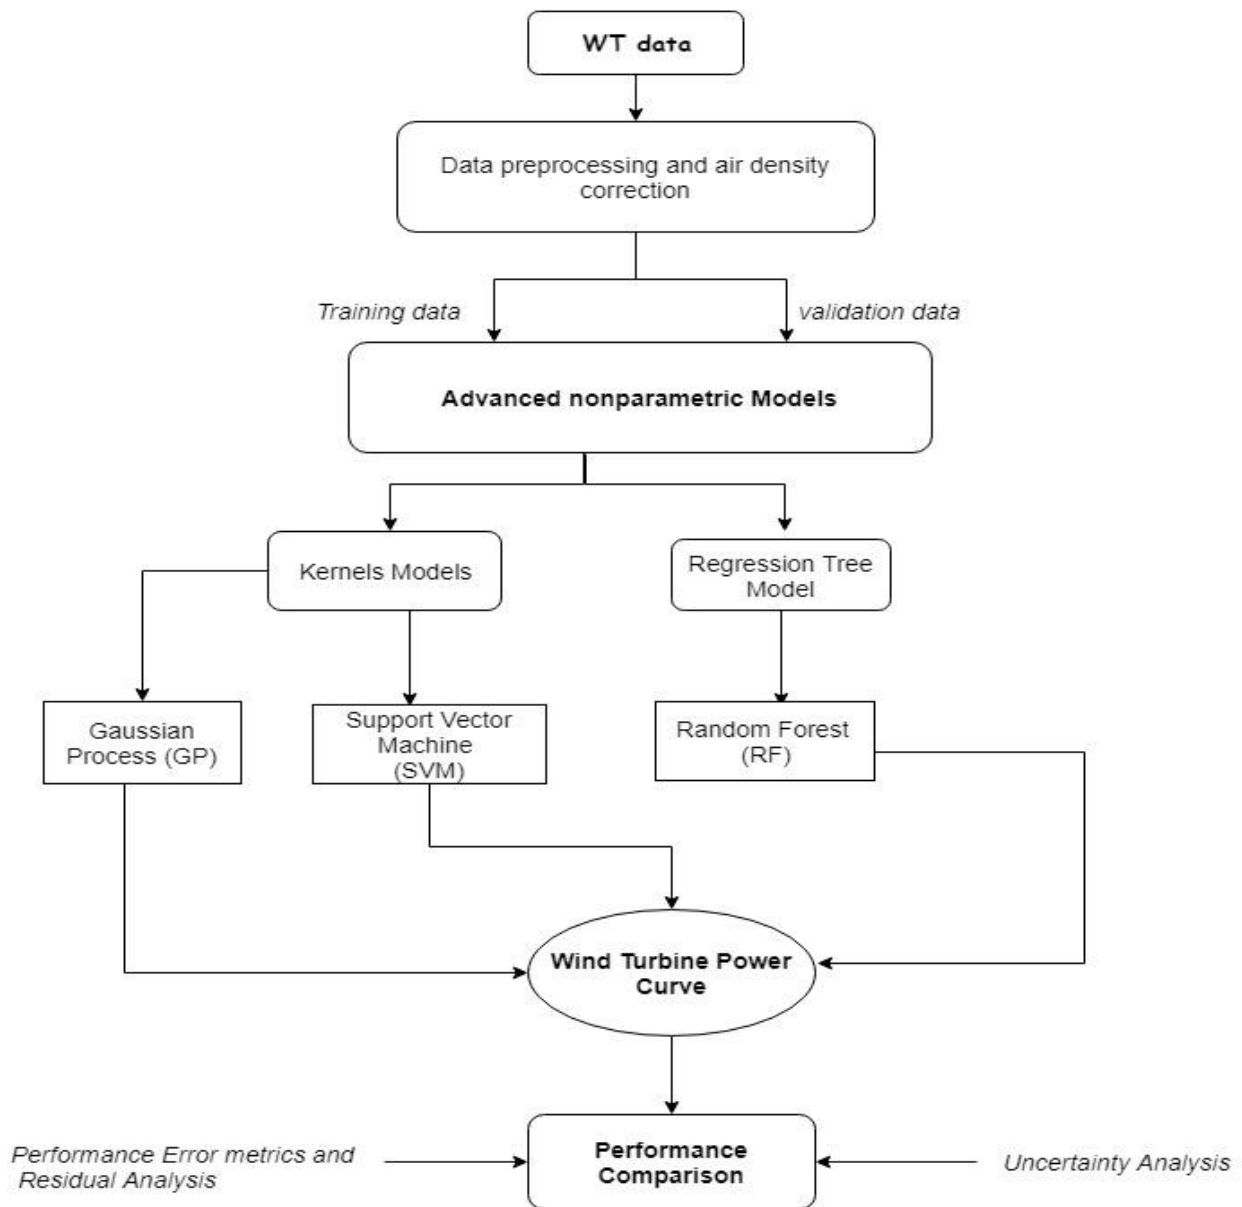 WT data
Data preprocessing and air density
correction
Training data
validation data
Advanced nonparametric Models
Kernels Models
Regression Tree
Model
Gaussian
Process (GP)
Support Vector
Machine
(SVM)
Random Forest
(RF)
Wind Turbine Power
Curve
Performance Error metrics and
Residual Analysis
Performance
Comparison
Uncertainty Analysis